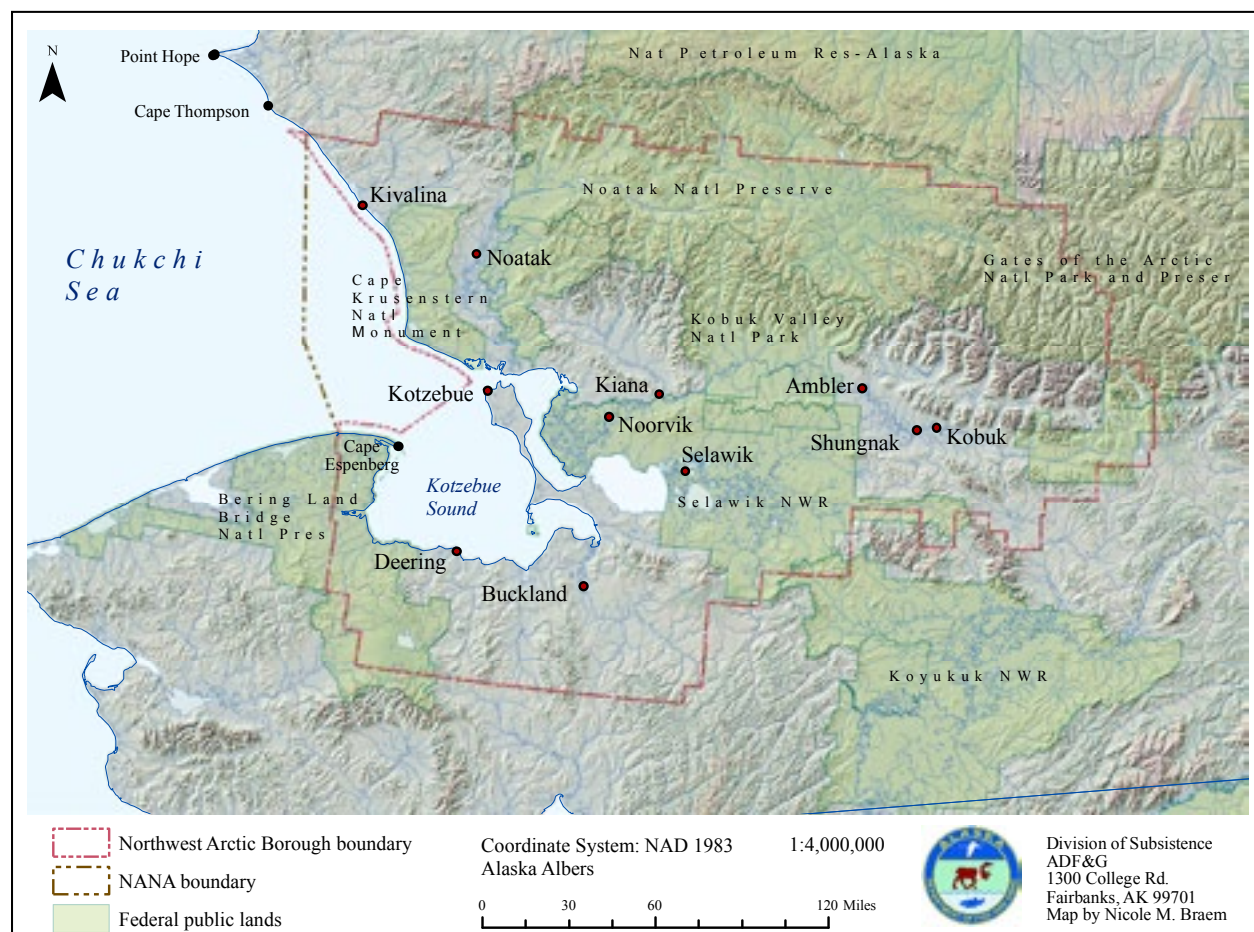 N
Point Hope
Cape Thompson
Nat Petroleum Res-Alaska
Kivalina
Noatak Natl Preserve
Noatak
Chukchi
Sea
Gates of the Arctic
Natl Park and Preser
Cape
Krusenstern
Natl
Monument
Kobuk Valley
Natl Park
Kotzebue
Kiana
Ambler
Noorvik
Shungnak
Kobuk
Cape
Espenberg
Selawik
Kotzebue
Sound
Selawik NWR
Bering Land
Bridge
Natl Pres
Deering
Buckland
Koyukuk NWR
Northwest Arctic Borough boundary
NANA boundary
Federal public lands
Coordinate System: NAD 1983
Alaska Albers
1:4,000,000
0 30 60 120 Miles
ALASKA
Division of Subsistence
ADF&G
1300 College Rd.
Fairbanks, AK 99701
Map by Nicole M. Braem